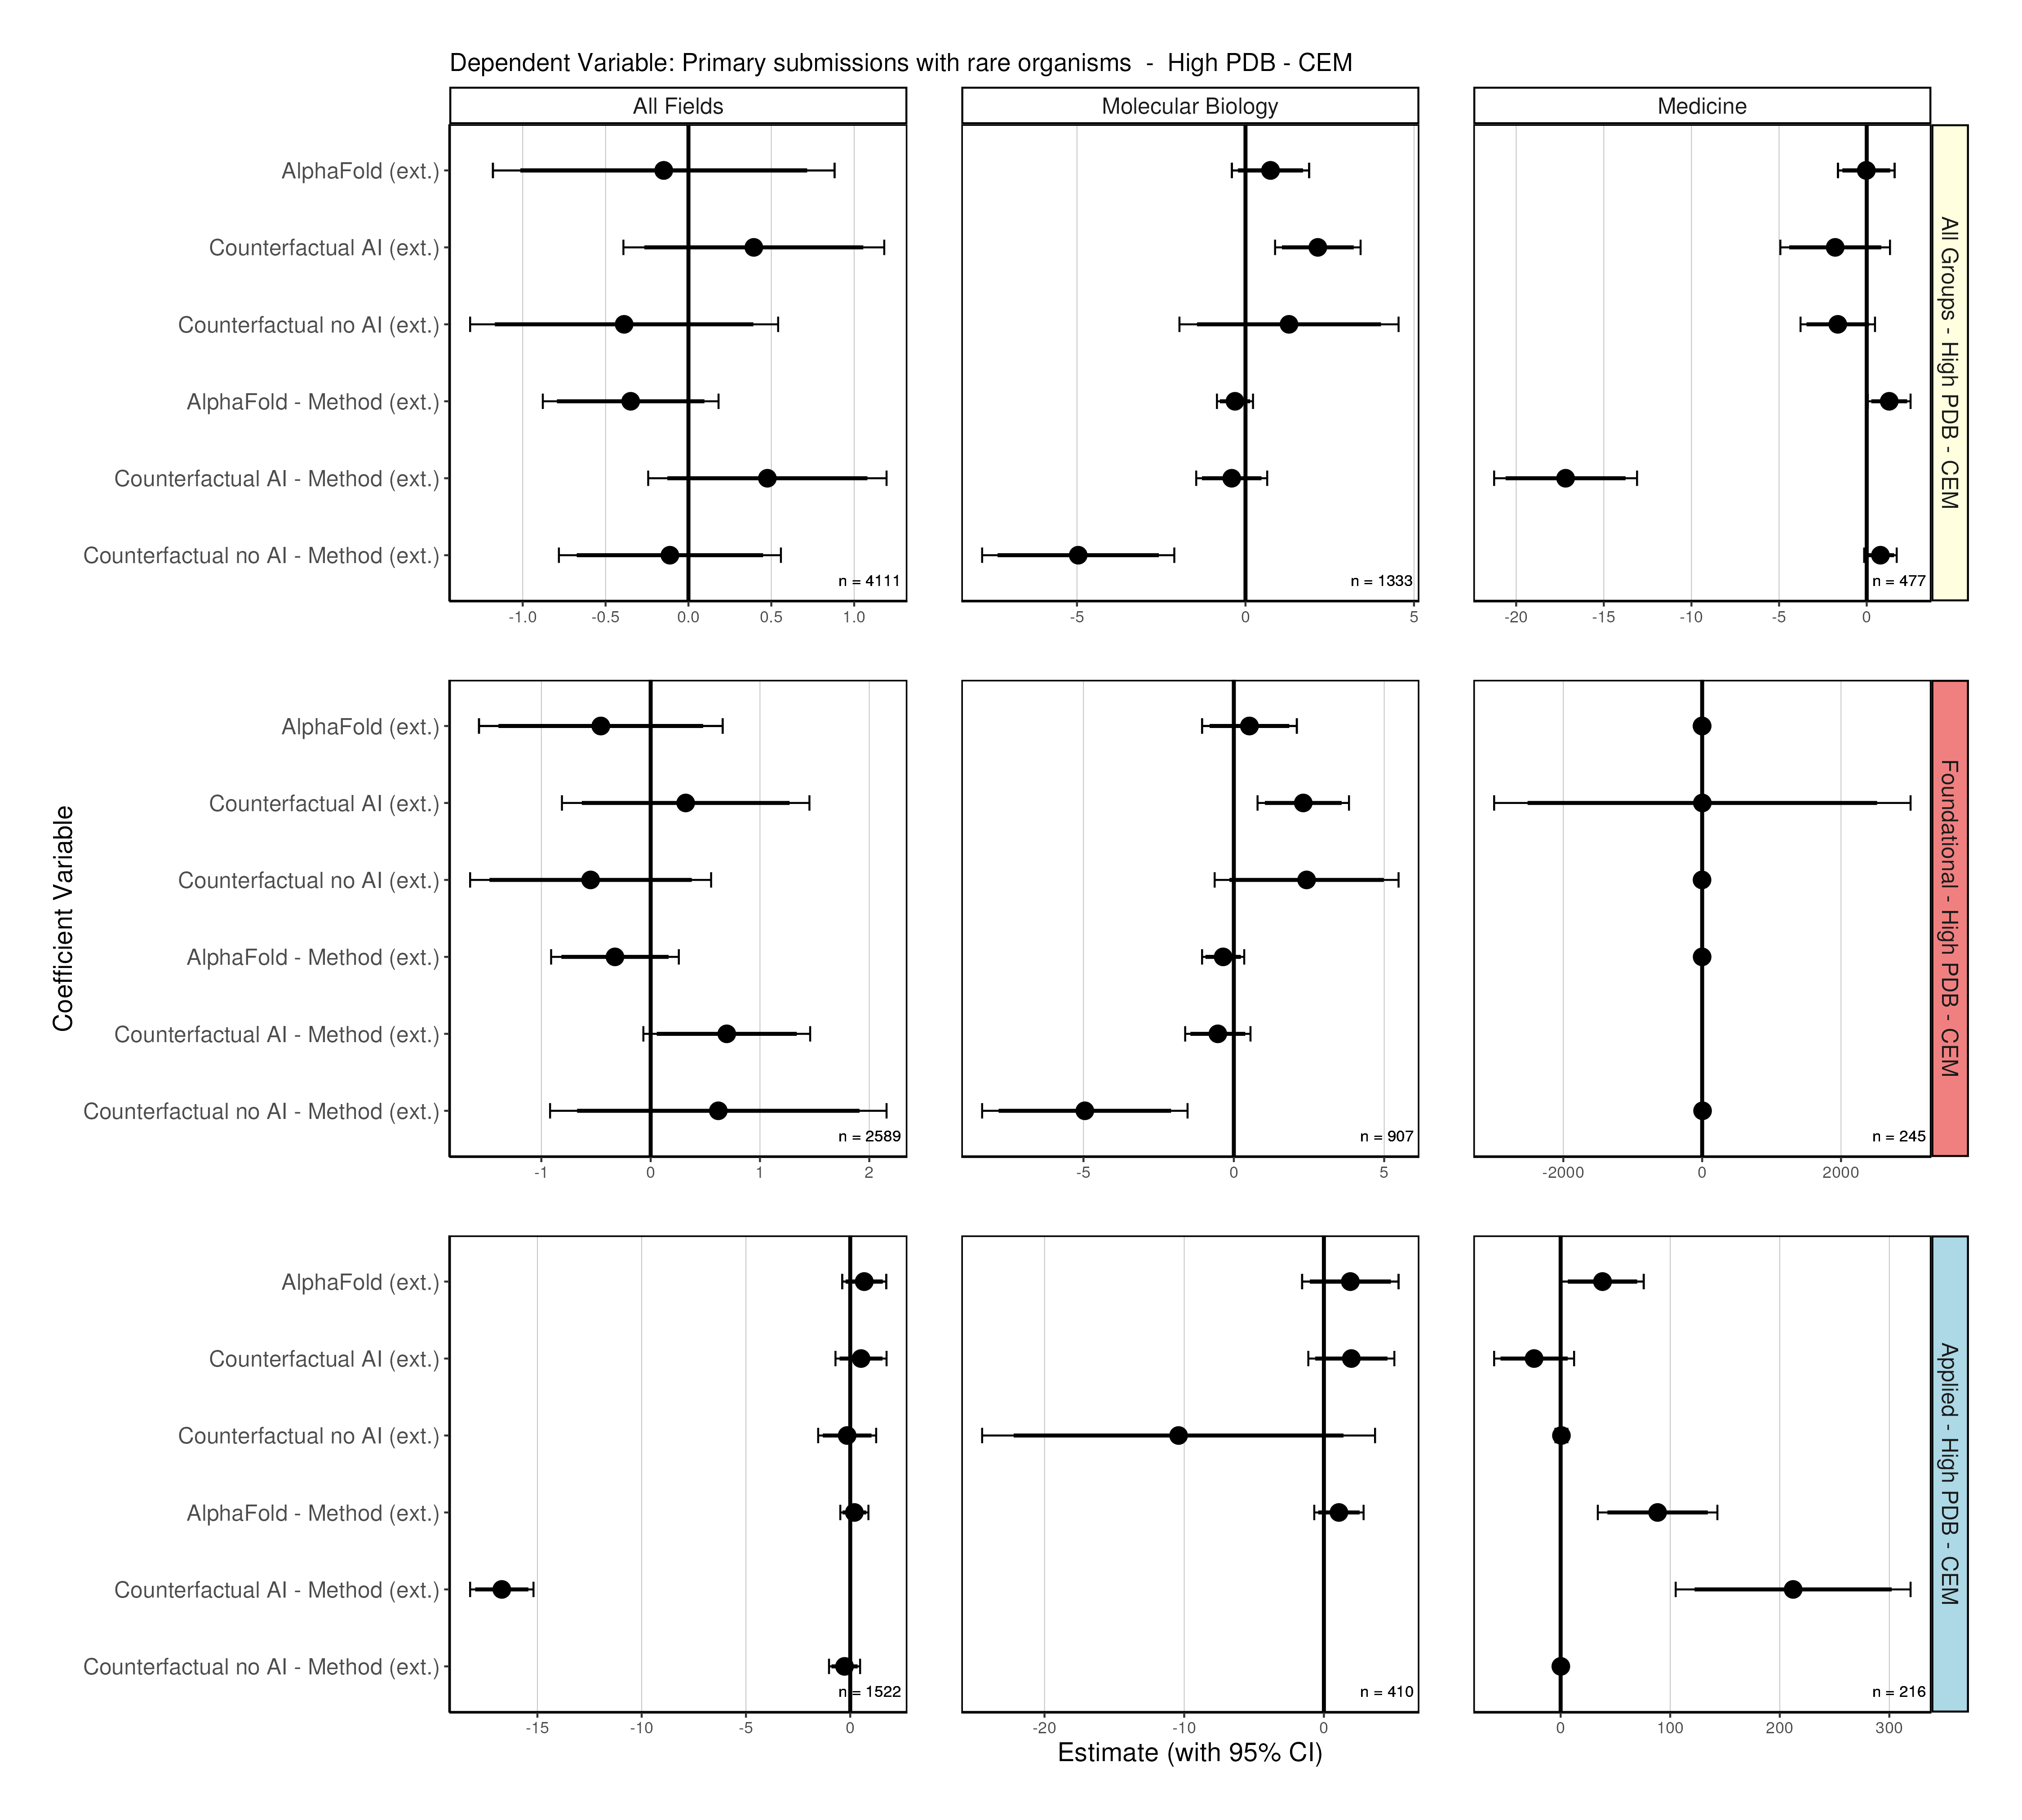 Dependent Variable: Primary submissions with rare organisms - High PDB - CEM
All Fields
Molecular Biology
Medicine
AlphaFold (ext.)
Counterfactual AI (ext.)
Counterfactual no AI (ext.)
AlphaFold - Method (ext.)
Counterfactual AI - Method (ext.)
Counterfactual no AI - Method (ext.)
n = 4111
n = 1333
n = 477
-1.0 -0.5 0.0 0.5 1.0
-5 0 5
-20 -15 -10 -5 0
All Groups - High PDB - CEM
AlphaFold (ext.)
Counterfactual AI (ext.)
Counterfactual no AI (ext.)
AlphaFold - Method (ext.)
Counterfactual AI - Method (ext.)
Counterfactual no AI - Method (ext.)
n = 2589
n = 907
n = 245
-1 0 1 2
-5 0 5
-2000 0 2000
Foundational - High PDB - CEM
Coefficient Variable
AlphaFold (ext.)
Counterfactual AI (ext.)
Counterfactual no AI (ext.)
AlphaFold - Method (ext.)
Counterfactual AI - Method (ext.)
Counterfactual no AI - Method (ext.)
n = 1522
n = 410
n = 216
-15 -10 -5 0
-20 -10 0
0 100 200 300
Applied - High PDB - CEM
Estimate (with 95% CI)